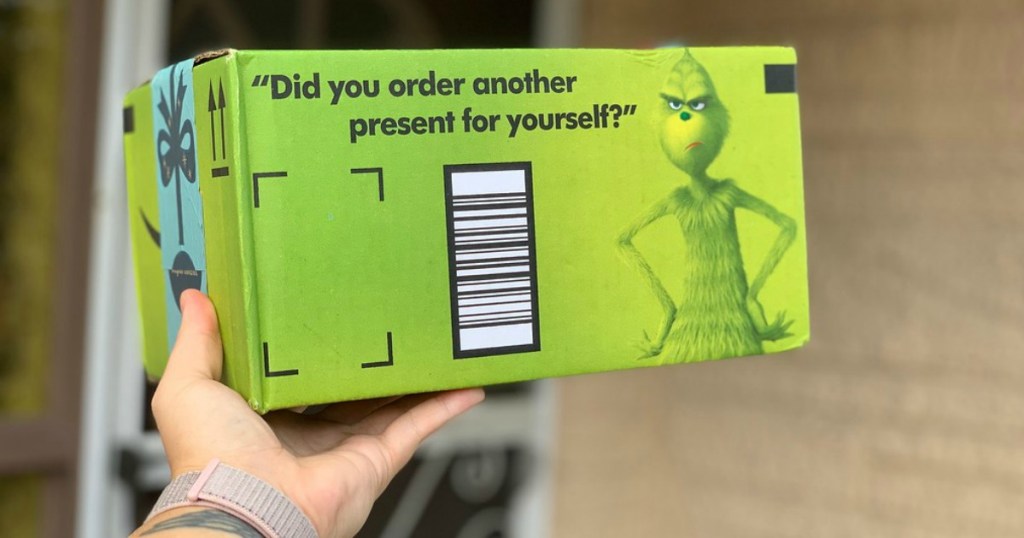 “Did you order another
present for yourself?”